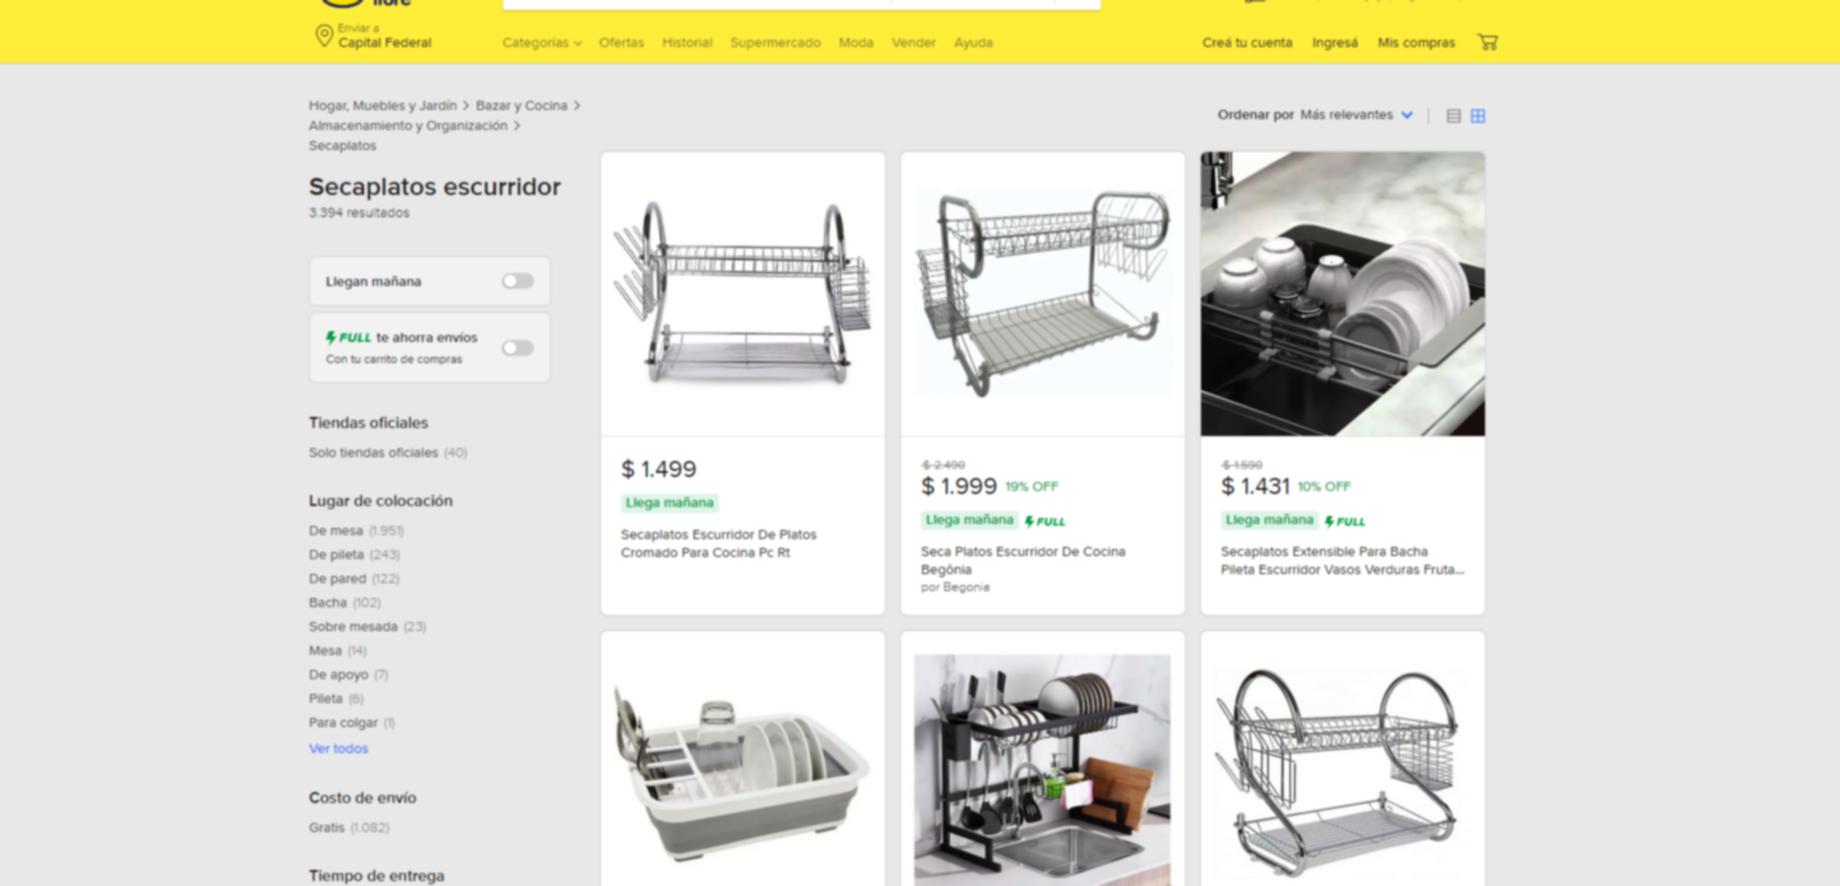 libre
Enviar a
Capital Federal
Categorías
Ofertas
Historial
Supermercado
Moda
Vender
Ayuda
Creá tu cuenta
Ingresá
Mis compras
Hogar, Muebles y Jardín > Bazar y Cocina >
Almacenamiento y Organización >
Secaplatos
Secaplatos escurridor
3.394 resultados
Ordenar por Más relevantes
Llegan mañana
FULL te ahorra envíos
Con tu carrito de compras
Tiendas oficiales
Solo tiendas oficiales (40)
Lugar de colocación
De mesa (1.951)
De pileta (243)
De pared (122)
Bacha (102)
Sobre mesada (23)
Mesa (14)
De apoyo (7)
Pileta (6)
Para colgar (1)
Ver todos
Costo de envío
Gratis (1.082)
Tiempo de entrega
$ 1.499
Llega mañana
Secaplatos Escurridor De Platos
Cromado Para Cocina Pc Rt
$ 2.490
$ 1.999 19% OFF
Llega mañana FULL
Seca Platos Escurridor De Cocina
Begónia
por Begonia
$ 1.590
$ 1.431 10% OFF
Llega mañana FULL
Secaplatos Extensible Para Bacha
Pileta Escurridor Vasos Verduras Fruta...